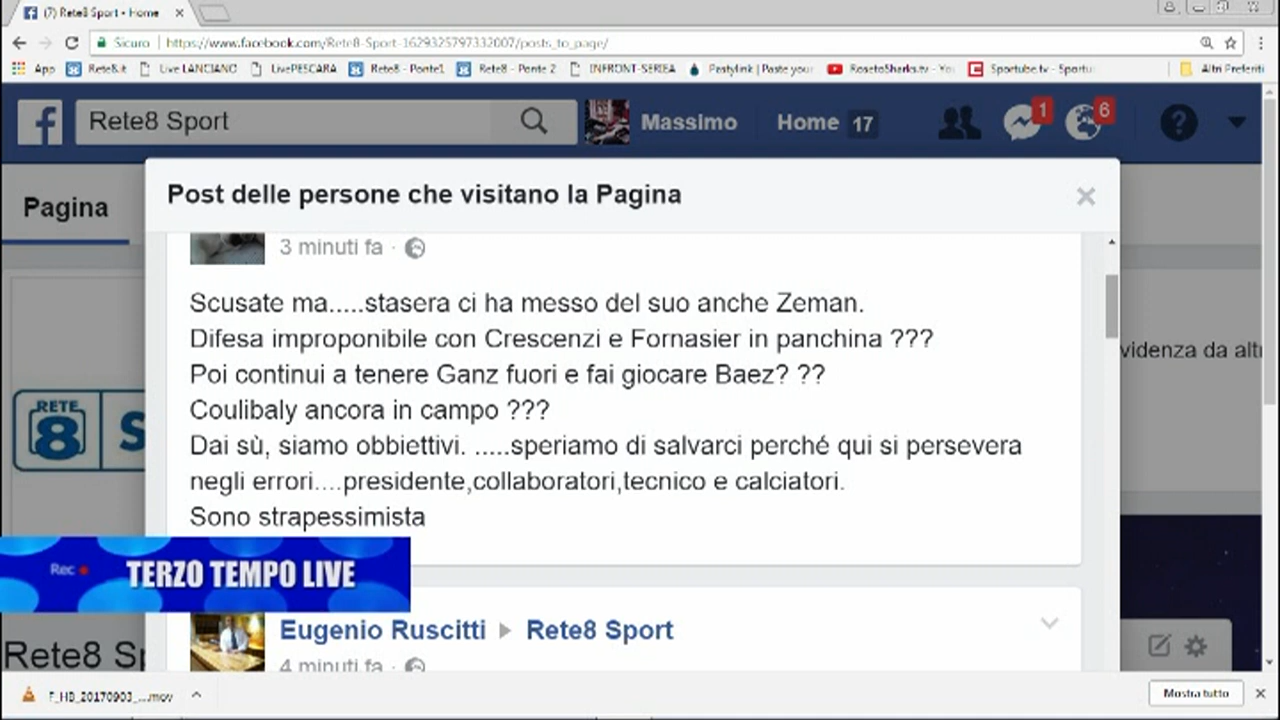 (7) Rete8 Sport - Home
Sicuro https://www.facebook.com/Rete8-Sport-1629325797332007/posts_to_page/
App Rete8.it Live LANCIANO LivePESCARA Rete8 - Ponte1 Rete8 - Ponte 2 INFRONT-SERIEA Pastylink | Paste your RosetoSharks.tv - Yo Sportube.tv - Sportu Altri Preferiti
Rete8 Sport Massimo Home 17 1 6
Pagina
Post delle persone che visitano la Pagina
3 minuti fa ·
Scusate ma.....stasera ci ha messo del suo anche Zeman.
Difesa improponibile con Crescenzi e Fornasier in panchina ???
videnza da altr
Poi continui a tenere Ganz fuori e fai giocare Baez? ??
Coulibaly ancora in campo ???
RETE 8 S
Dai sù, siamo obbiettivi. .....speriamo di salvarci perché qui si persevera
negli errori....presidente,collaboratori,tecnico e calciatori.
Sono strapessimista
Rec TERZO TEMPO LIVE
Eugenio Ruscitti Rete8 Sport
Rete8 Sp
4 minuti fa ·
F_HD_20170903_....mov Mostra tutto